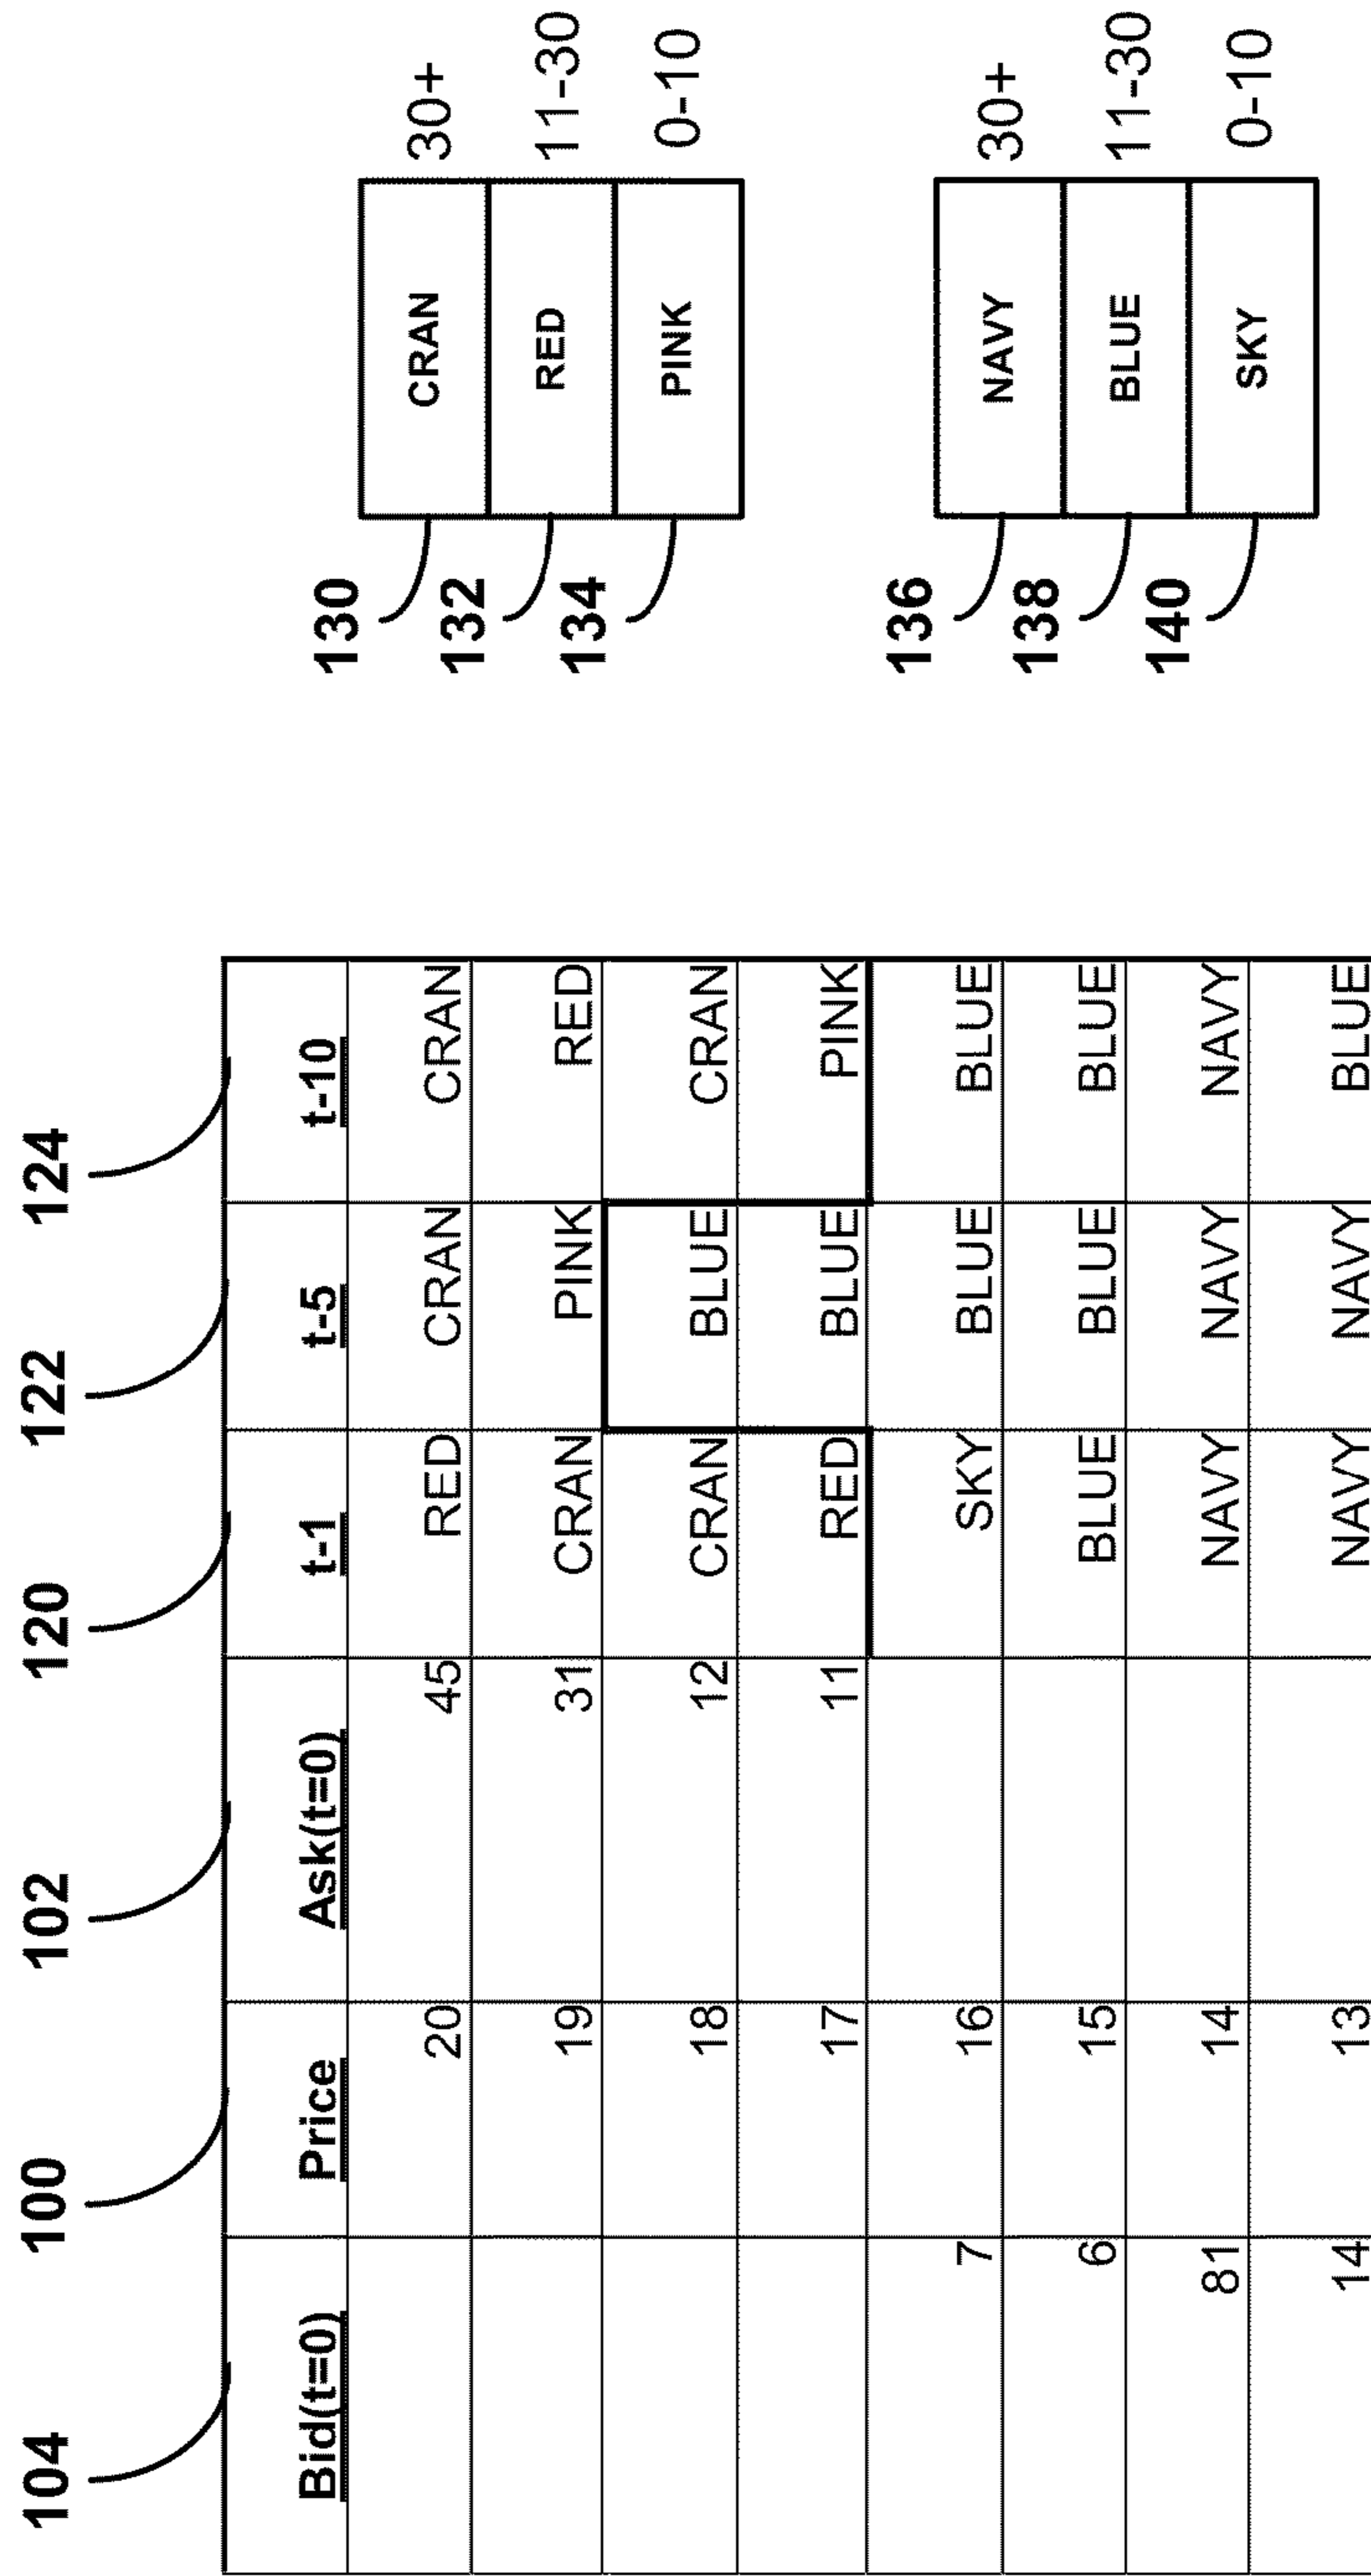 104 100 102 120 122 124
Bid(t=0) Price Ask(t=0) t-1 t-5 t-10
20 45 RED CRAN CRAN
19 31 CRAN PINK RED
18 12 CRAN BLUE CRAN
17 11 RED BLUE PINK
7 16 SKY BLUE BLUE
6 15 BLUE BLUE BLUE
81 14 NAVY NAVY NAVY
14 13 NAVY NAVY BLUE
130 CRAN 30+
132 RED 11-30
134 PINK 0-10
136 NAVY 30+
138 BLUE 11-30
140 SKY 0-10